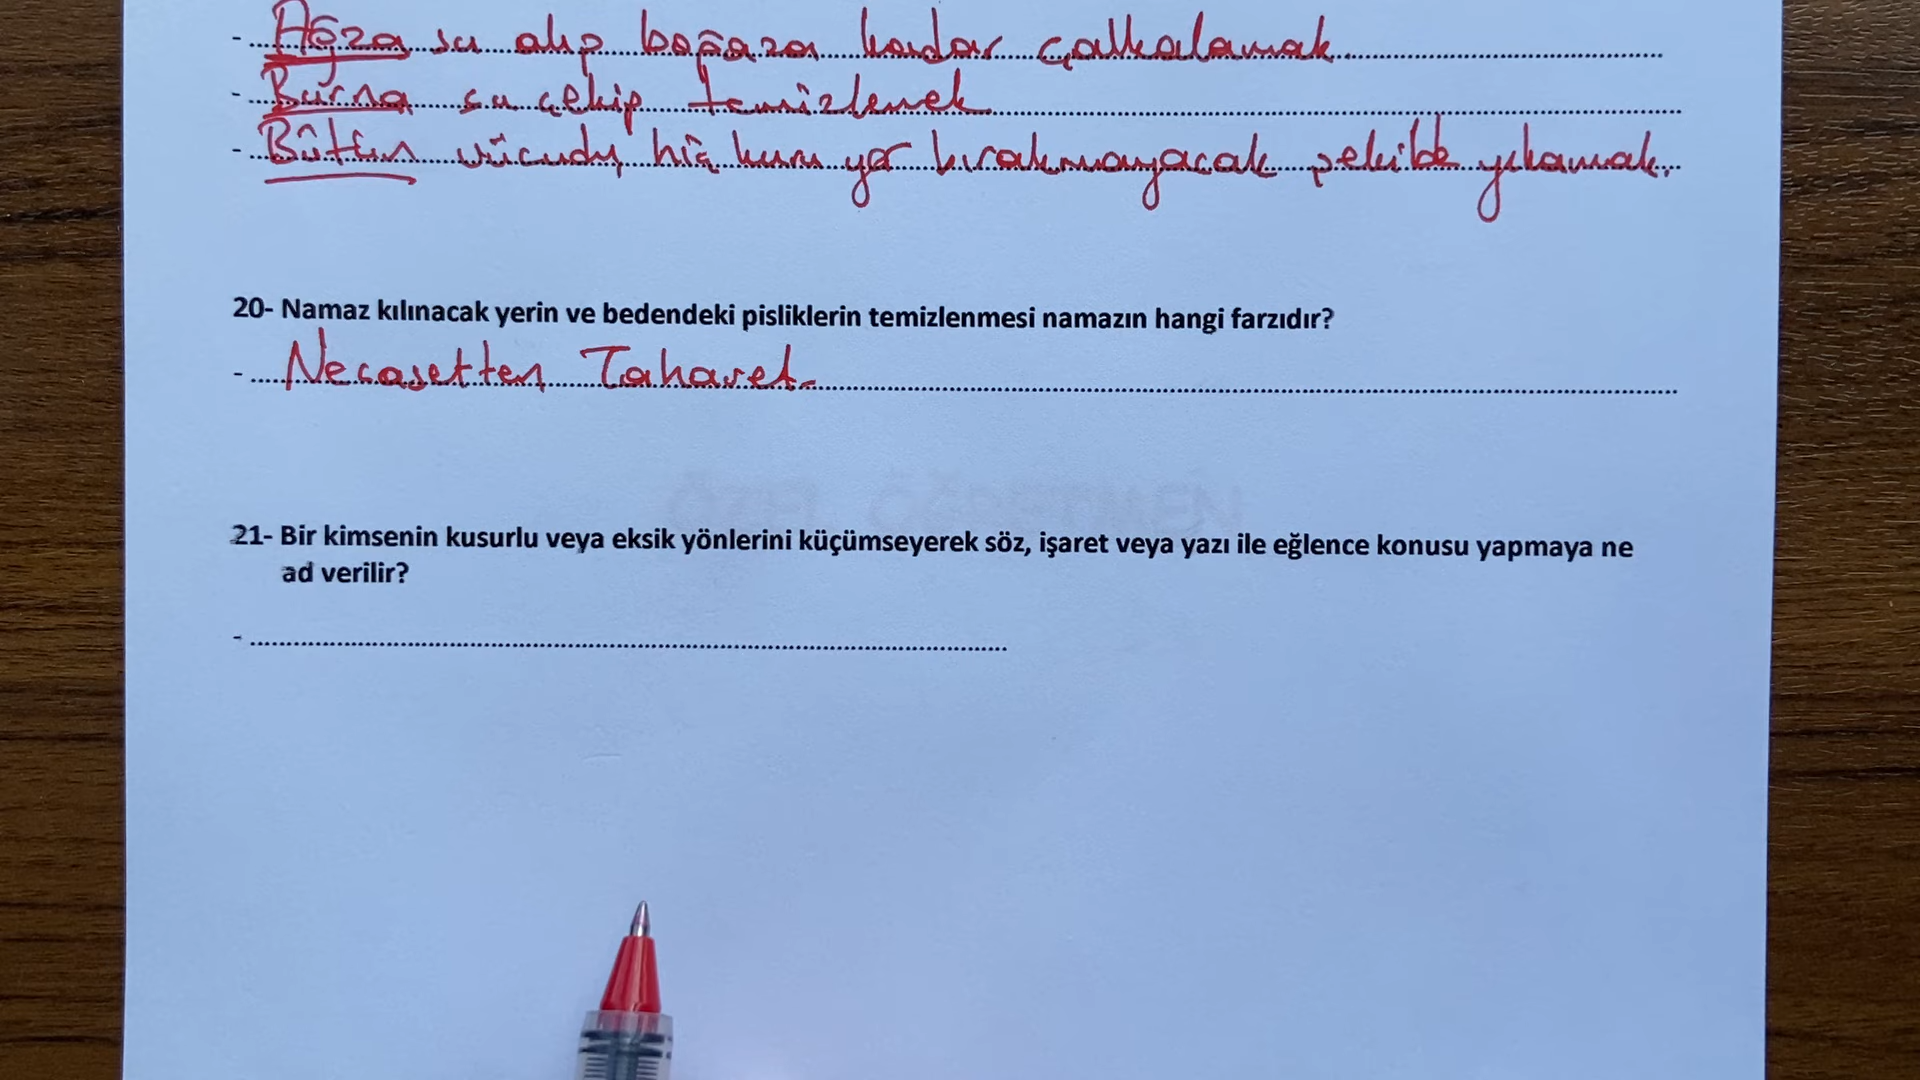 - Ağza su alıp boğaza kadar çalkalamak
- Burna su çekip temizlemek
- Bütün vücudu hiç kuru yer bırakmayacak şekilde yıkamak.
20- Namaz kılınacak yerin ve bedendeki pisliklerin temizlenmesi namazın hangi farzıdır?
- Necasetten Taharet.
ÖZEL ÖĞRETMEN
21- Bir kimsenin kusurlu veya eksik yönlerini küçümseyerek söz, işaret veya yazı ile eğlence konusu yapmaya ne
ad verilir?
-